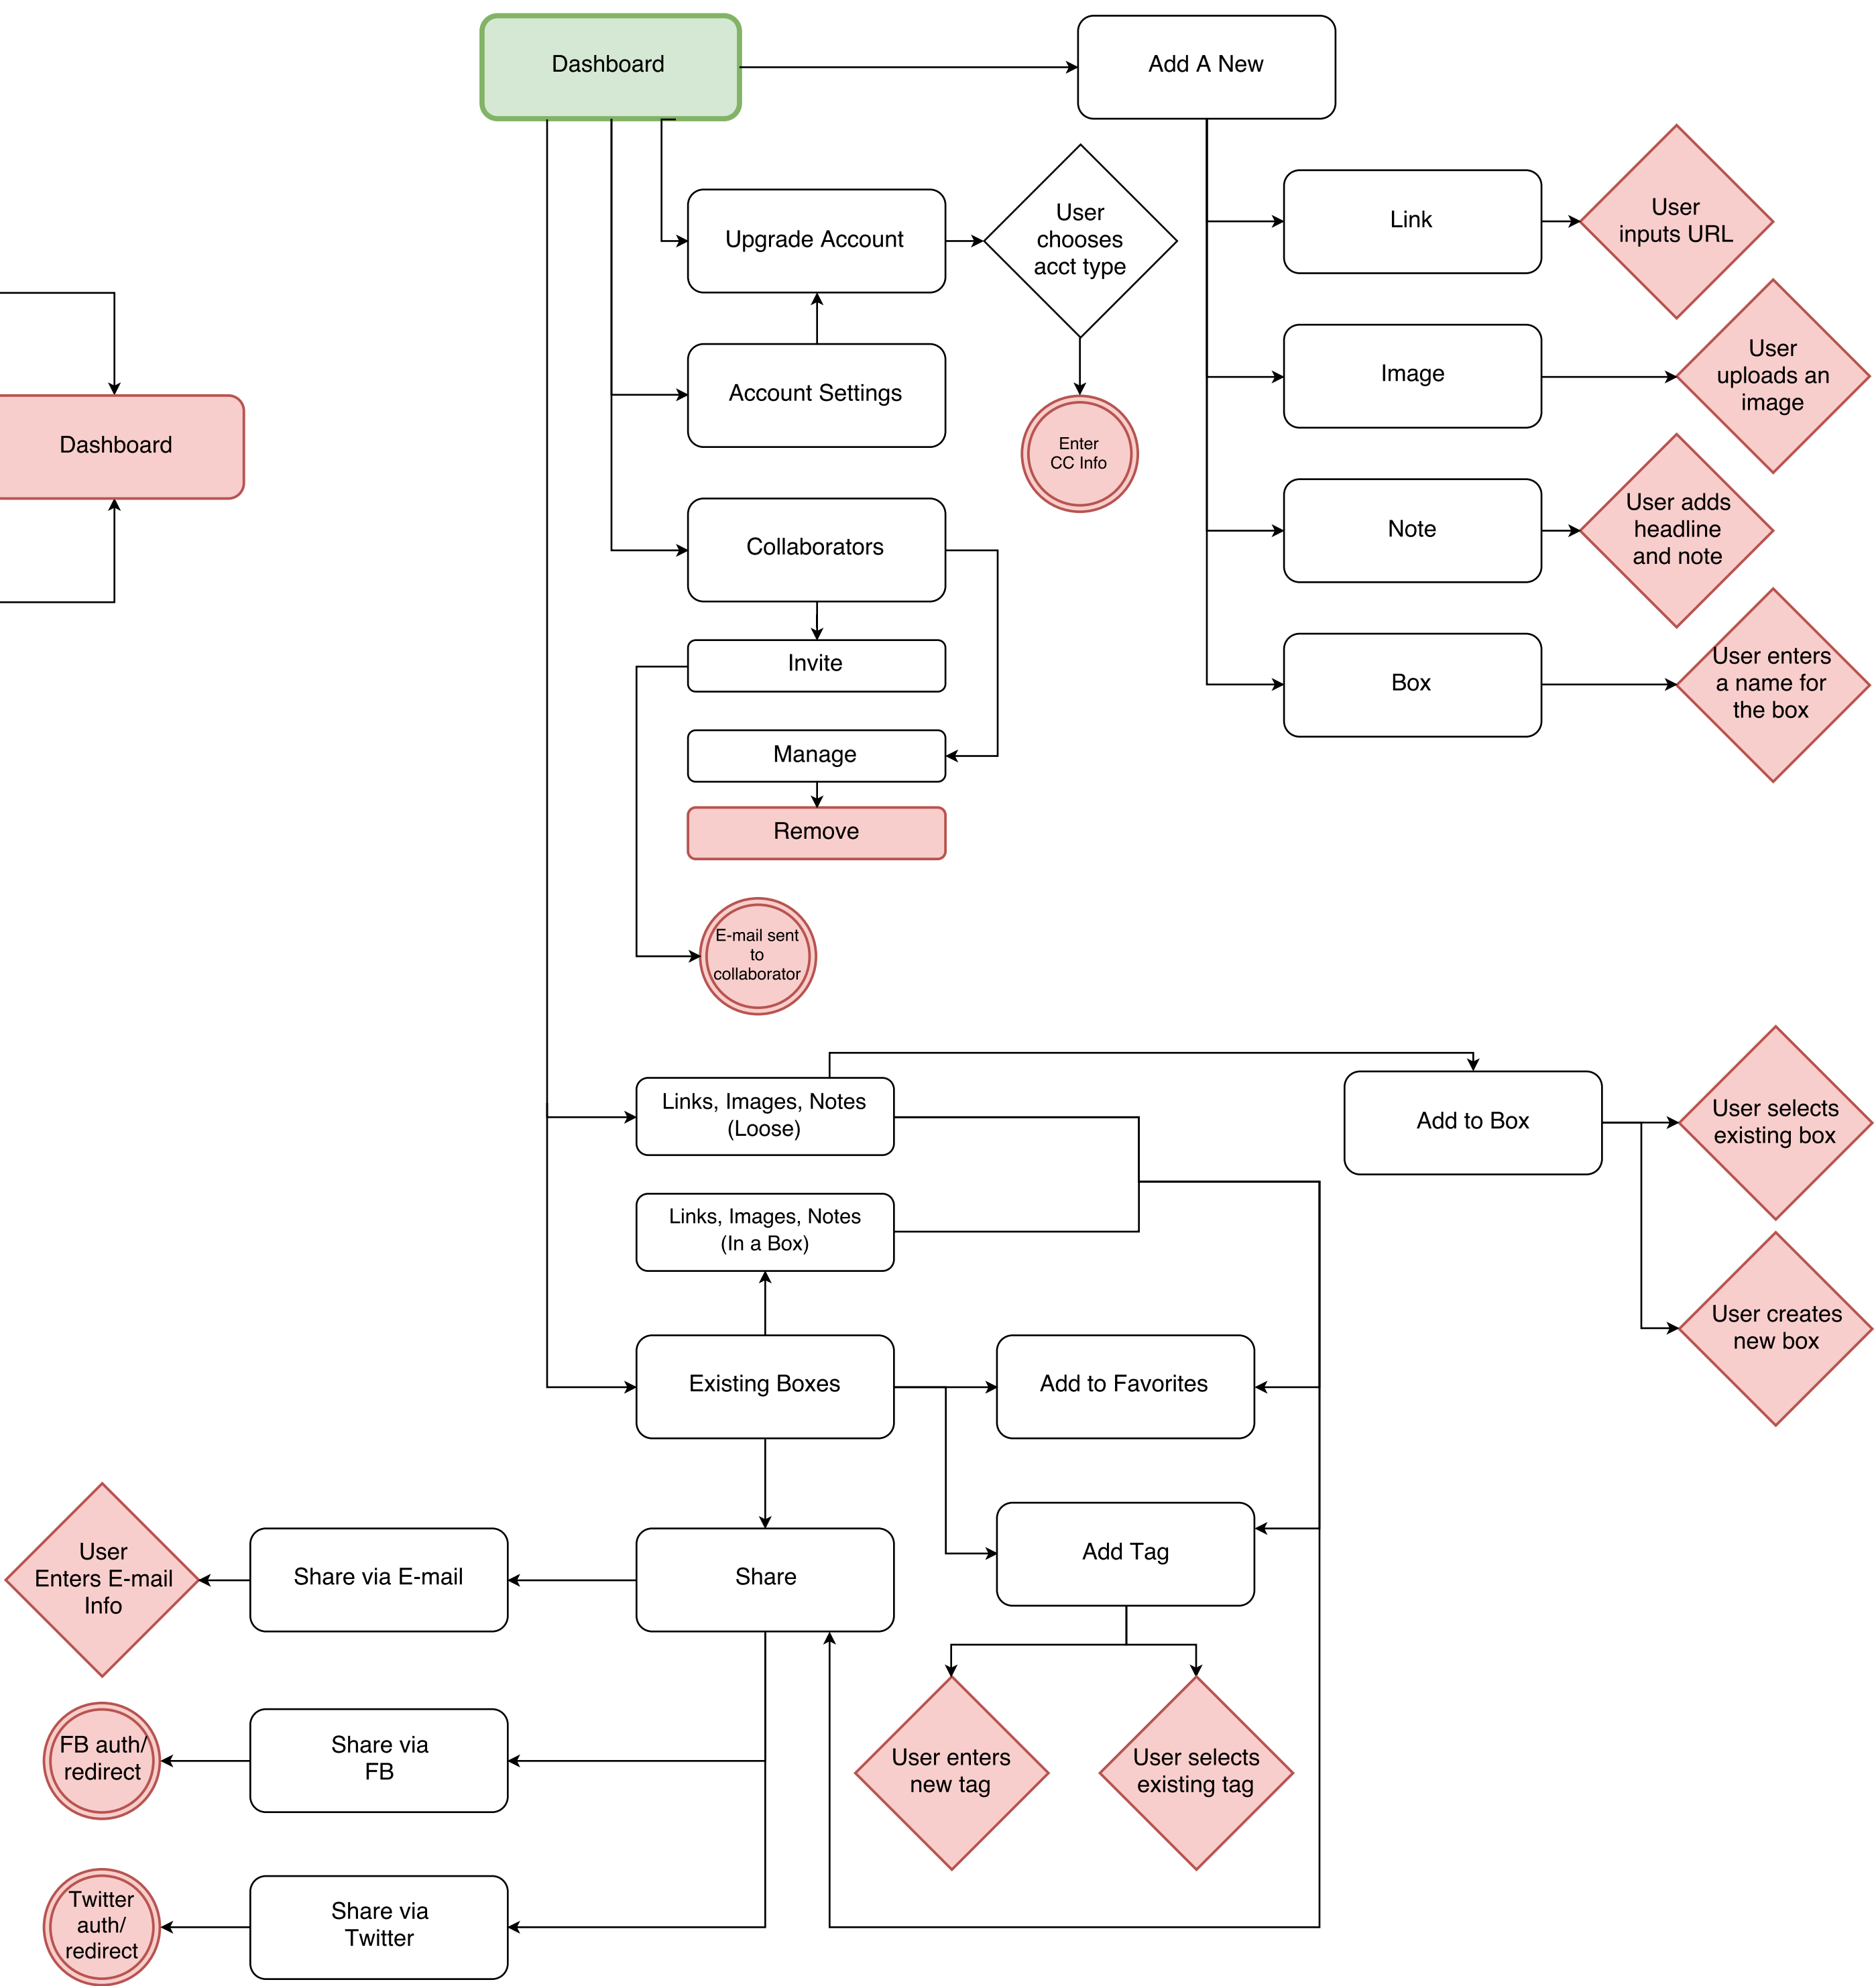 Dashboard
Add A New
User
chooses
acct type
Upgrade Account
Link
User
inputs URL
Account Settings
Image
User
uploads an
image
Dashboard
Enter
CC Info
Collaborators
Note
User adds
headline
and note
Invite
Box
User enters
a name for
the box
Manage
Remove
E-mail sent
to
collaborator
Links, Images, Notes
(Loose)
Add to Box
User selects
existing box
Links, Images, Notes
(In a Box)
User creates
new box
Existing Boxes
Add to Favorites
User
Enters E-mail
Info
Share via E-mail
Share
Add Tag
FB auth/
redirect
Share via
FB
User enters
new tag
User selects
existing tag
Twitter
auth/
redirect
Share via
Twitter